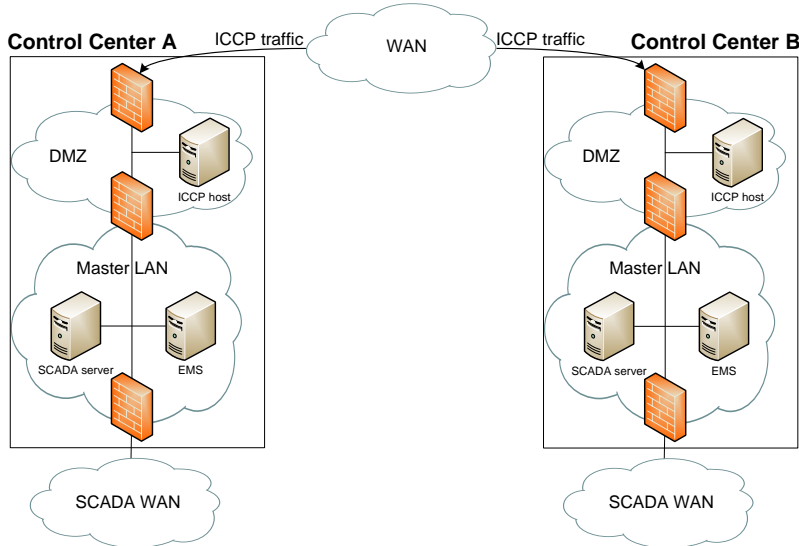 Control Center A
ICCP traffic
WAN
ICCP traffic
Control Center B
DMZ
ICCP host
Master LAN
SCADA server
EMS
SCADA WAN
DMZ
ICCP host
Master LAN
SCADA server
EMS
SCADA WAN